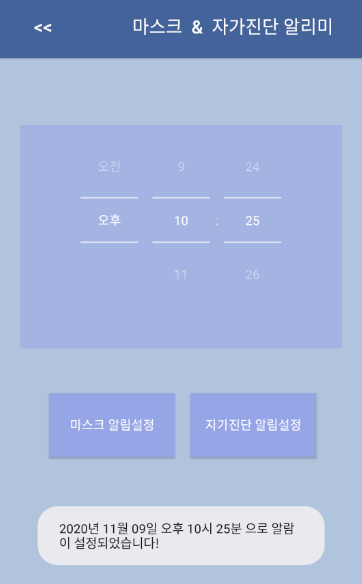 << 마스크 & 자가진단 알리미
오전 9 24
오후 10 : 25
11 26
마스크 알림설정 자가진단 알림설정
2020년 11월 09일 오후 10시 25분 으로 알람
이 설정되었습니다!